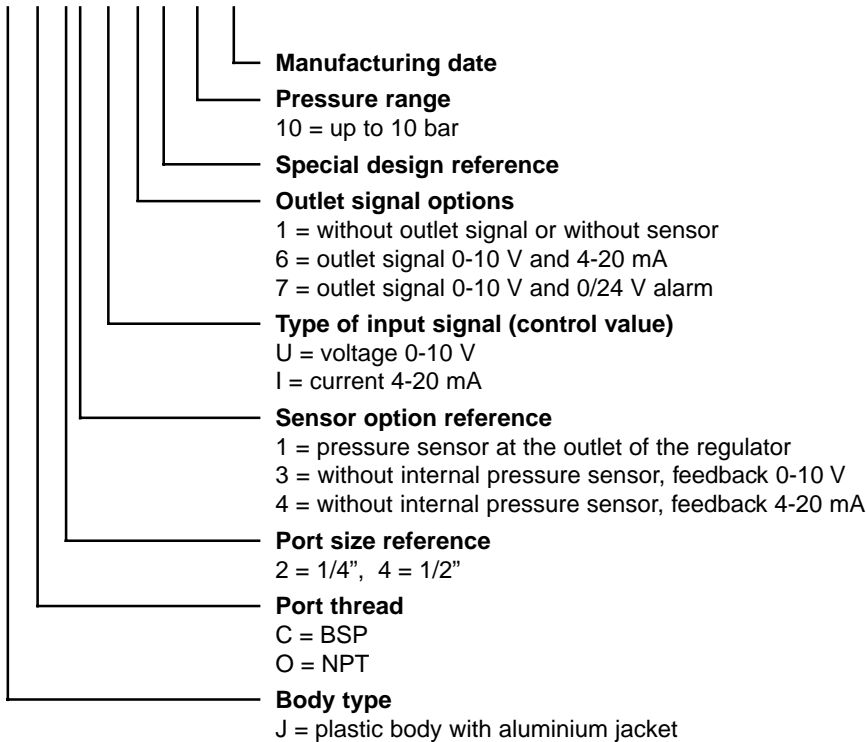 Manufacturing date
Pressure range
10 = up to 10 bar
Special design reference
Outlet signal options
1 = without outlet signal or without sensor
6 = outlet signal 0-10 V and 4-20 mA
7 = outlet signal 0-10 V and 0/24 V alarm
Type of input signal (control value)
U = voltage 0-10 V
I = current 4-20 mA
Sensor option reference
1 = pressure sensor at the outlet of the regulator
3 = without internal pressure sensor, feedback 0-10 V
4 = without internal pressure sensor, feedback 4-20 mA
Port size reference
2 = 1/4”,  4 = 1/2”
Port thread
C = BSP
O = NPT
Body type
J = plastic body with aluminium jacket